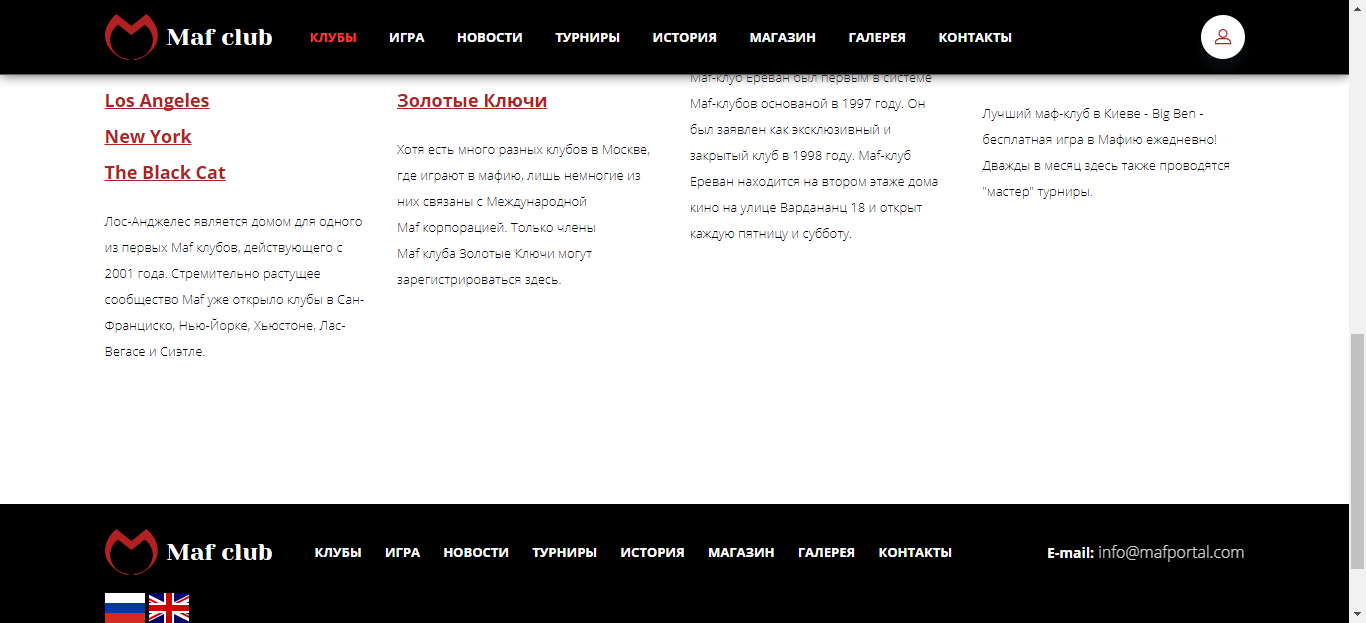 Maf club
КЛУБЫ ИГРА НОВОСТИ ТУРНИРЫ ИСТОРИЯ МАГАЗИН ГАЛЕРЕЯ КОНТАКТЫ
Los Angeles
New York
The Black Cat
Лос-Анджелес является домом для одного
из первых Maf клубов, действующего с
2001 года. Стремительно растущее
сообщество Maf уже открыло клубы в Сан-
Франциско, Нью-Йорке, Хьюстоне, Лас-
Вегасе и Сиэтле.
Золотые Ключи
Хотя есть много разных клубов в Москве,
где играют в мафию, лишь немногие из
них связаны с Международной
Maf корпорацией. Только члены
Maf клуба Золотые Ключи могут
зарегистрироваться здесь.
Maf-клуб Ереван был первым в системе
Maf-клубов основаной в 1997 году. Он
был заявлен как эксклюзивный и
закрытый клуб в 1998 году. Maf-клуб
Ереван находится на втором этаже дома
кино на улице Вардананц 18 и открыт
каждую пятницу и субботу.
Лучший маф-клуб в Киеве - Big Ben -
бесплатная игра в Мафию ежедневно!
Дважды в месяц здесь также проводятся
"мастер" турниры.
Maf club
КЛУБЫ ИГРА НОВОСТИ ТУРНИРЫ ИСТОРИЯ МАГАЗИН ГАЛЕРЕЯ КОНТАКТЫ
E-mail: info@mafportal.com